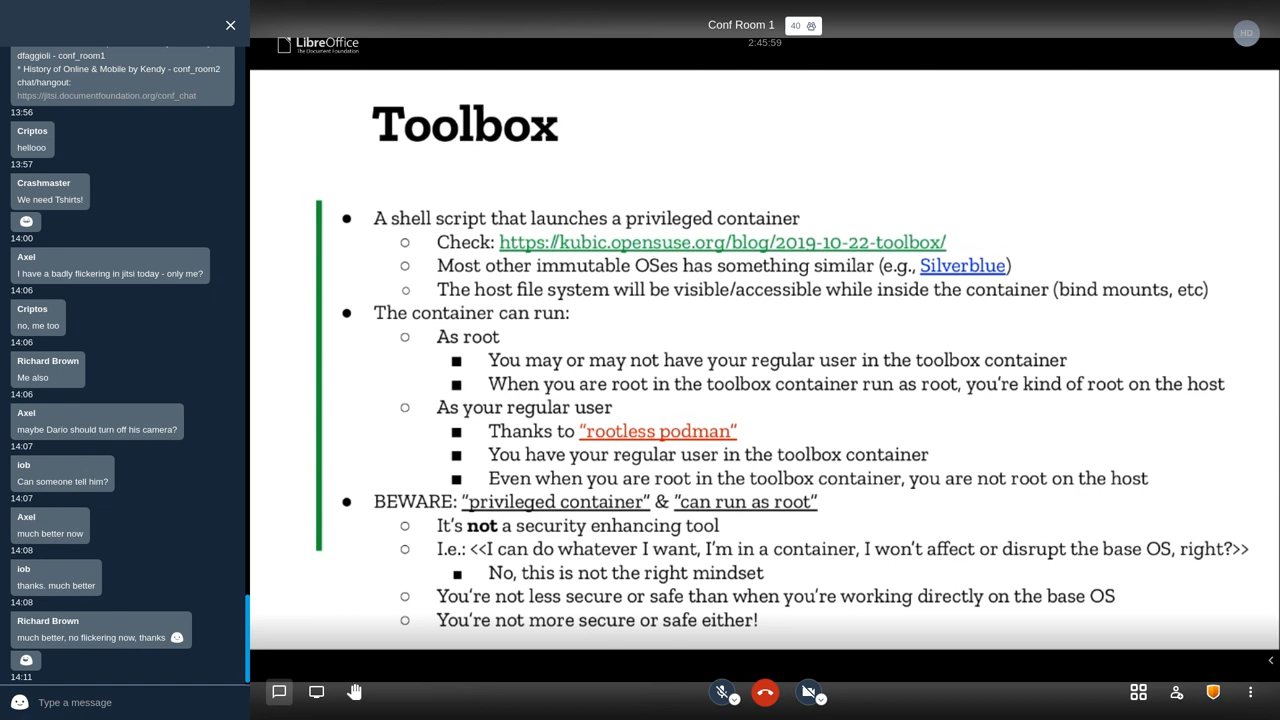 dfaggioli - conf_room1
* History of Online & Mobile by Kendy - conf_room2
chat/hangout:
https://jitsi.documentfoundation.org/conf_chat
13:56
Criptos
hellooo
13:57
Crashmaster
We need Tshirts!
14:00
Axel
I have a badly flickering in jitsi today - only me?
14:06
Criptos
no, me too
14:06
Richard Brown
Me also
14:06
Axel
maybe Dario should turn off his camera?
14:07
iob
Can someone tell him?
14:07
Axel
much better now
14:08
iob
thanks. much better
14:08
Richard Brown
much better, no flickering now, thanks
14:11
Type a message
Conf Room 1 40
2:45:59
HD
LibreOffice
The Document Foundation
Toolbox
● A shell script that launches a privileged container
○ Check: https://kubic.opensuse.org/blog/2019-10-22-toolbox/
○ Most other immutable OSes has something similar (e.g., Silverblue)
○ The host file system will be visible/accessible while inside the container (bind mounts, etc)
● The container can run:
○ As root
■ You may or may not have your regular user in the toolbox container
■ When you are root in the toolbox container run as root, you're kind of root on the host
○ As your regular user
■ Thanks to “rootless podman”
■ You have your regular user in the toolbox container
■ Even when you are root in the toolbox container, you are not root on the host
● BEWARE: “privileged container” & “can run as root”
○ It's not a security enhancing tool
○ I.e.: <<I can do whatever I want, I'm in a container, I won't affect or disrupt the base OS, right?>>
■ No, this is not the right mindset
○ You're not less secure or safe than when you're working directly on the base OS
○ You're not more secure or safe either!